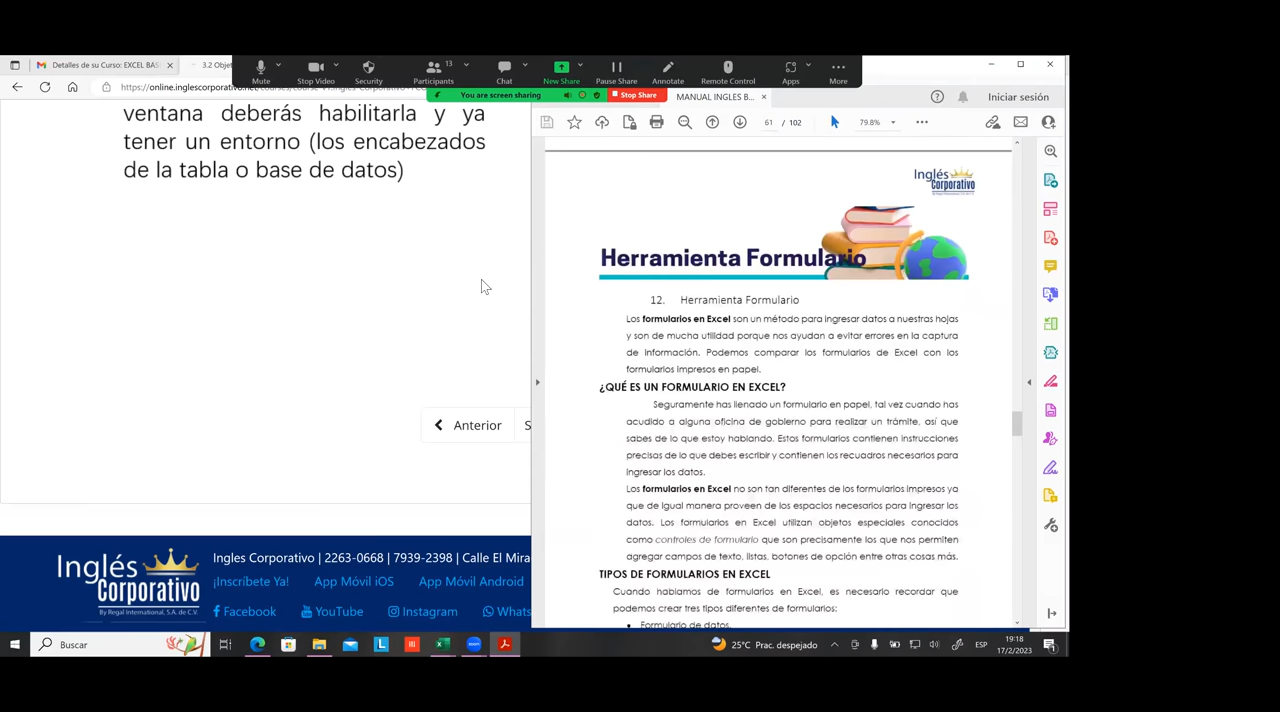 Detalles de su Curso: EXCEL BAS
3.2 Obje
Mute
Stop Video
Security
Participants
13
Chat
New Share
Pause Share
Annotate
Remote Control
Apps
More
You are screen sharing
Stop Share
MANUAL INGLES B...
Iniciar sesión
https://online.inglescorporativo.net/courses/course-v1:Ingles-Corporativo+
61 / 102
79.8%
ventana deberás habilitarla y ya
tener un entorno (los encabezados
de la tabla o base de datos)
Anterior
S
Inglés
Corporativo
Herramienta Formulario
12. Herramienta Formulario
Los formularios en Excel son un método para ingresar datos a nuestras hojas
y son de mucha utilidad porque nos ayudan a evitar errores en la captura
de información. Podemos comparar los formularios de Excel con los
formularios impresos en papel.
¿QUÉ ES UN FORMULARIO EN EXCEL?
Seguramente has llenado un formulario en papel, tal vez cuando has
acudido a alguna oficina de gobierno para realizar un trámite, así que
sabes de lo que estoy hablando. Estos formularios contienen instrucciones
precisas de lo que debes escribir y contienen los recuadros necesarios para
ingresar los datos.
Los formularios en Excel no son tan diferentes de los formularios impresos ya
que de igual manera proveen de los espacios necesarios para ingresar los
datos. Los formularios en Excel utilizan objetos especiales conocidos
como controles de formulario que son precisamente los que nos permiten
agregar campos de texto, listas, botones de opción entre otras cosas más.
TIPOS DE FORMULARIOS EN EXCEL
Cuando hablamos de formularios en Excel, es necesario recordar que
podemos crear tres tipos diferentes de formularios:
• Formulario de datos.
Inglés
Corporativo
By Regal International, S.A. de C.V.
Ingles Corporativo | 2263-0668 | 7939-2398 | Calle El Mira
¡Inscríbete Ya!
App Móvil iOS
App Móvil Android
Facebook
YouTube
Instagram
Whats
Buscar
25°C Prac. despejado
ESP
19:18
17/2/2023